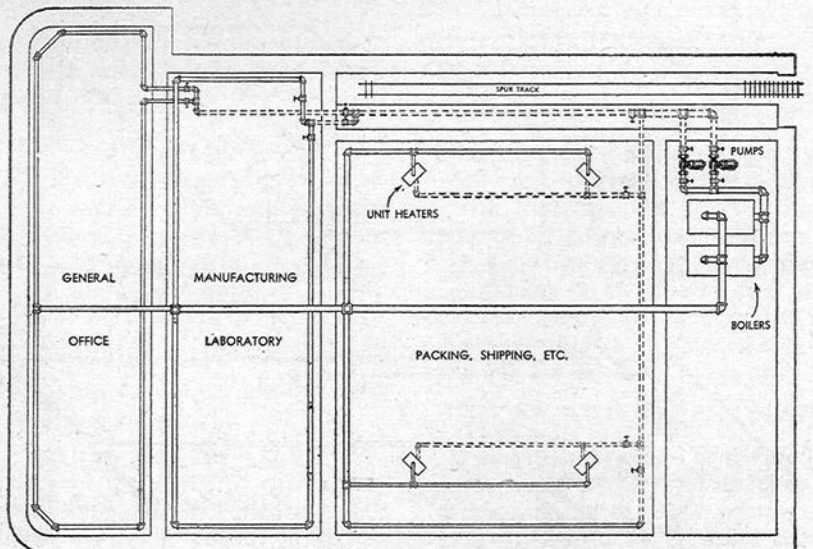 SPUR TRACK
PUMPS
UNIT HEATERS
GENERAL
OFFICE
MANUFACTURING
LABORATORY
PACKING, SHIPPING, ETC.
BOILERS